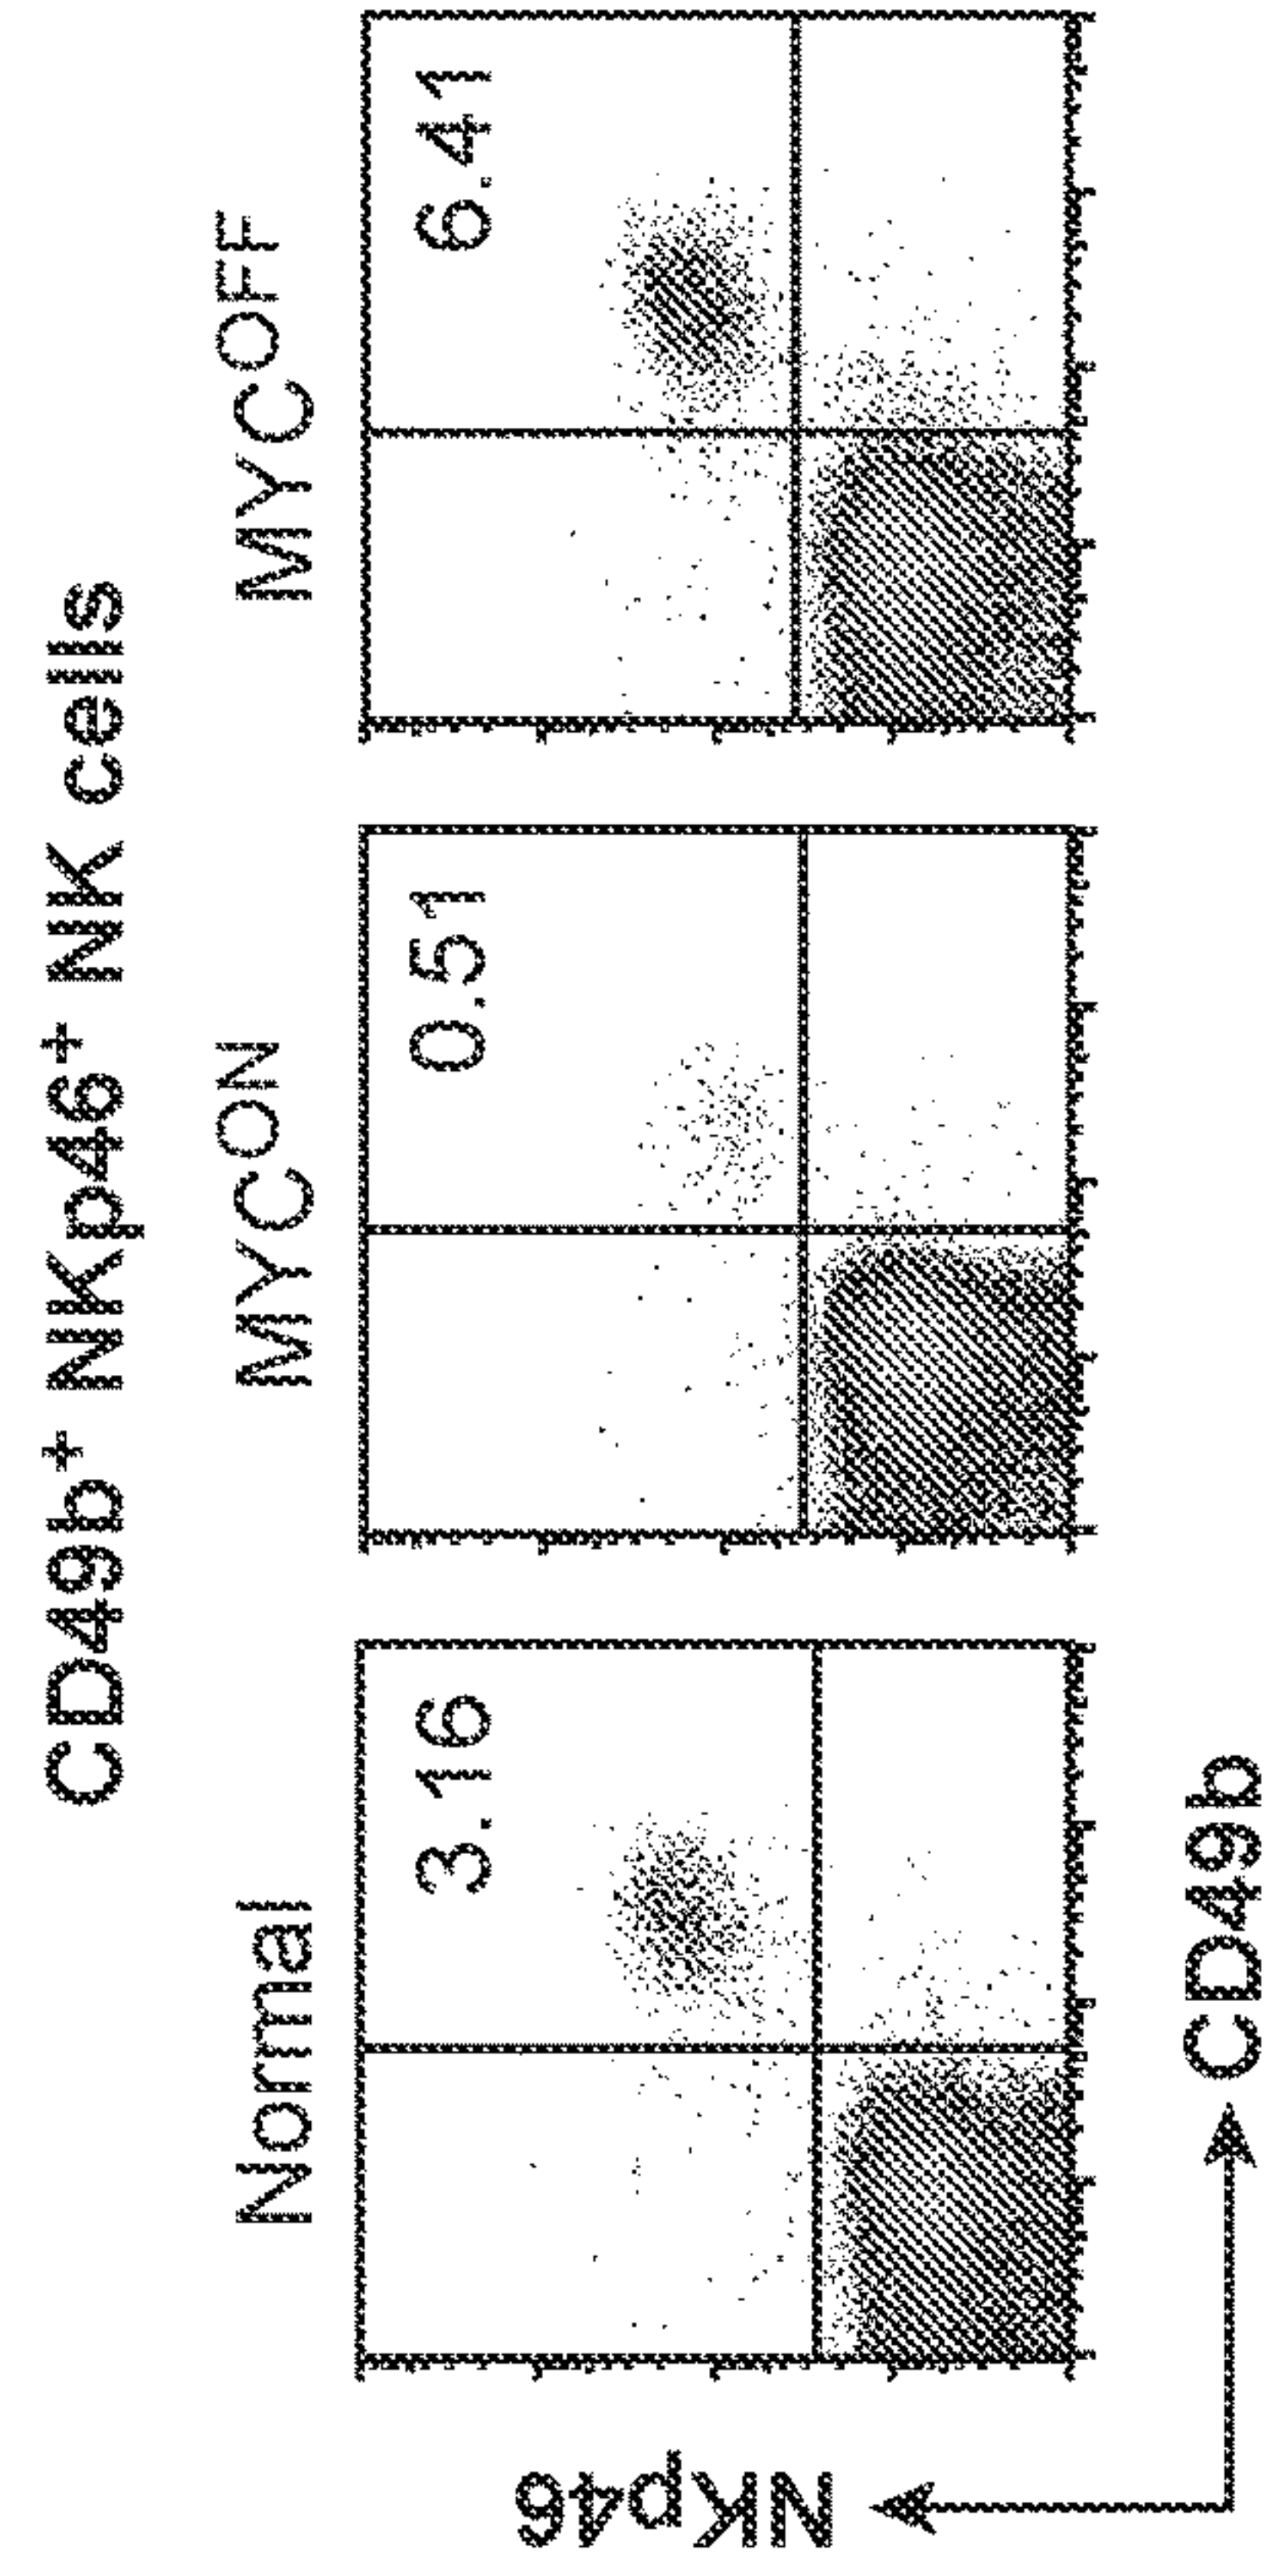 CD49b⁺ NKp46⁺ NK cells
Normal
MYCᴼᴺ
MYCᴼFF
3.16
0.51
6.41
NKp46
CD49b